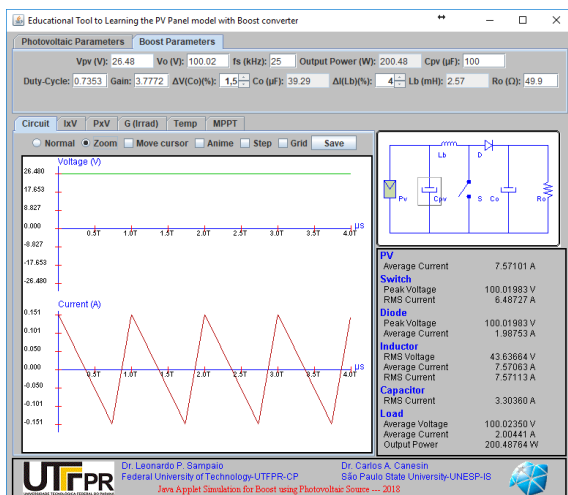 Educational Tool to Learning the PV Panel model with Boost converter
Photovoltaic Parameters Boost Parameters
Vpv (V): 26.48 Vo (V): 100.02 fs (kHz): 25 Output Power (W): 200.48 Cpv (µF): 100
Duty-Cycle: 0.7353 Gain: 3.7772 ΔV(Co)(%): 1,5 Co (µF): 39.29 ΔI(Lb)(%): 4 Lb (mH): 2.57 Ro (Ω): 49.9
Circuit IxV PxV G (Irrad) Temp MPPT
Normal Zoom Move cursor Anime Step Grid Save
Voltage (V)
26.480
17.653
8.827
0.000
-8.827
-17.653
-26.480
0.5T 1.0T 1.5T 2.0T 2.5T 3.0T 3.5T 4.0T µS
Current (A)
0.151
0.101
0.050
0.000
-0.050
-0.101
-0.151
0.5T 1.0T 1.5T 2.0T 2.5T 3.0T 3.5T 4.0T µS
Lb D
Pv Cpv S Co Ro
PV
Average Current 7.57101 A
Switch
Peak Voltage 100.01983 V
RMS Current 6.48727 A
Diode
Peak Voltage 100.01983 V
Average Current 1.98753 A
Inductor
RMS Voltage 43.63664 V
Average Current 7.57063 A
RMS Current 7.57113 A
Capacitor
RMS Current 3.30360 A
Load
Average Voltage 100.02350 V
Average Current 2.00441 A
Output Power 200.48764 W
UTFPR
UNIVERSIDADE TECNOLÓGICA FEDERAL DO PARANÁ
Dr. Leonardo P. Sampaio Dr. Carlos A. Canesin
Federal University of Technology-UTFPR-CP São Paulo State University-UNESP-IS
Java Applet Simulation for Boost using Photovoltaic Source --- 2018